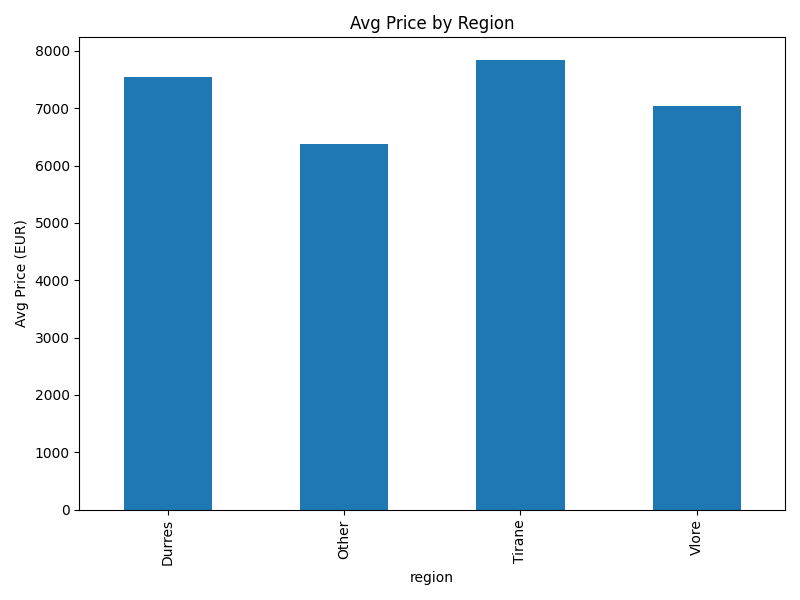 Avg Price by Region
Avg Price (EUR)
8000
7000
6000
5000
4000
3000
2000
1000
0
Durres
Other
Tirane
Vlore
region